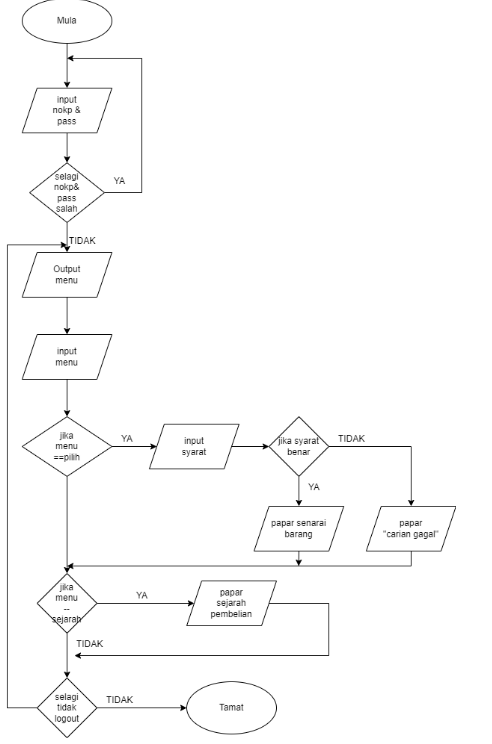 Mula
input
nokp &
pass
selagi
nokp&
pass
salah
YA
TIDAK
Output
menu
input
menu
jika
menu
==pilih
YA
input
syarat
jika syarat
benar
TIDAK
YA
papar senarai
barang
papar
"carian gagal"
jika
menu
--
sejarah
YA
papar
sejarah
pembelian
TIDAK
selagi
tidak
logout
TIDAK
Tamat